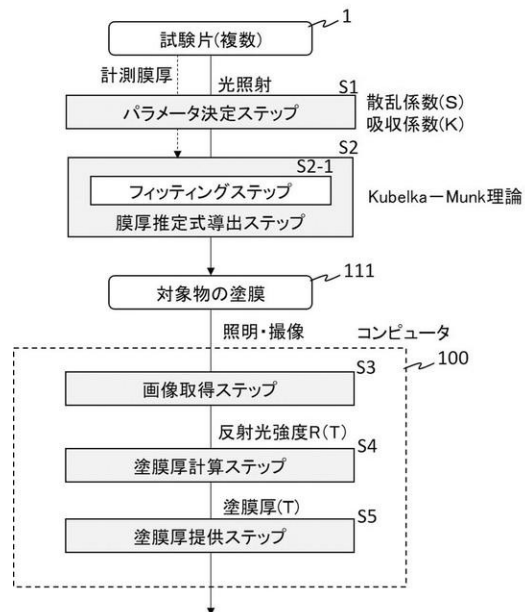 試験片(複数)
1
計測膜厚
光照射
S1
パラメータ決定ステップ
散乱係数(S)
吸収係数(K)
S2
S2-1
フィッティングステップ
膜厚推定式導出ステップ
Kubelka－Munk理論
111
対象物の塗膜
照明・撮像
コンピュータ
100
S3
画像取得ステップ
反射光強度R(T)
S4
塗膜厚計算ステップ
塗膜厚(T)
S5
塗膜厚提供ステップ